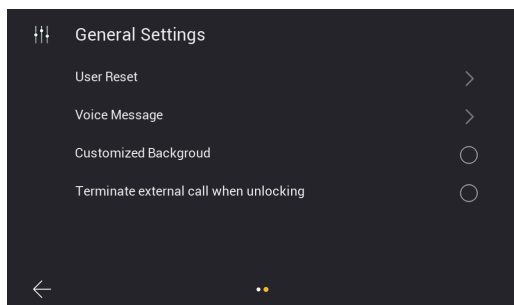 General Settings
User Reset
Voice Message
Customized Backgroud
Terminate external call when unlocking